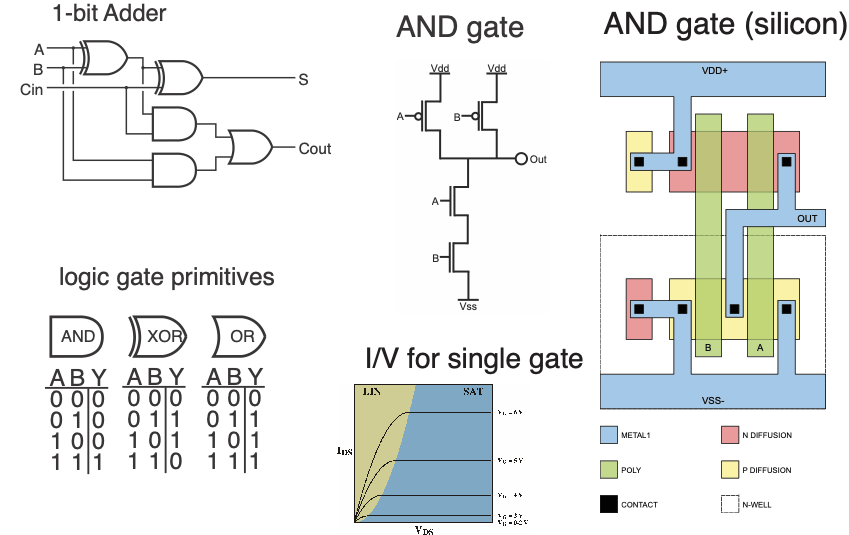 1-bit Adder
A
B
Cin
S
Cout
AND gate
Vdd
Vdd
A
B
Out
A
B
Vss
AND gate (silicon)
VDD+
OUT
B
A
VSS-
METAL1
N DIFFUSION
POLY
P DIFFUSION
CONTACT
N-WELL
logic gate primitives
AND
XOR
OR
A B Y
0 0 0
0 1 0
1 0 0
1 1 1
A B Y
0 0 0
0 1 1
1 0 1
1 1 0
A B Y
0 0 0
0 1 1
1 0 1
1 1 1
I/V for single gate
LIN
SAT
IDS
VDS